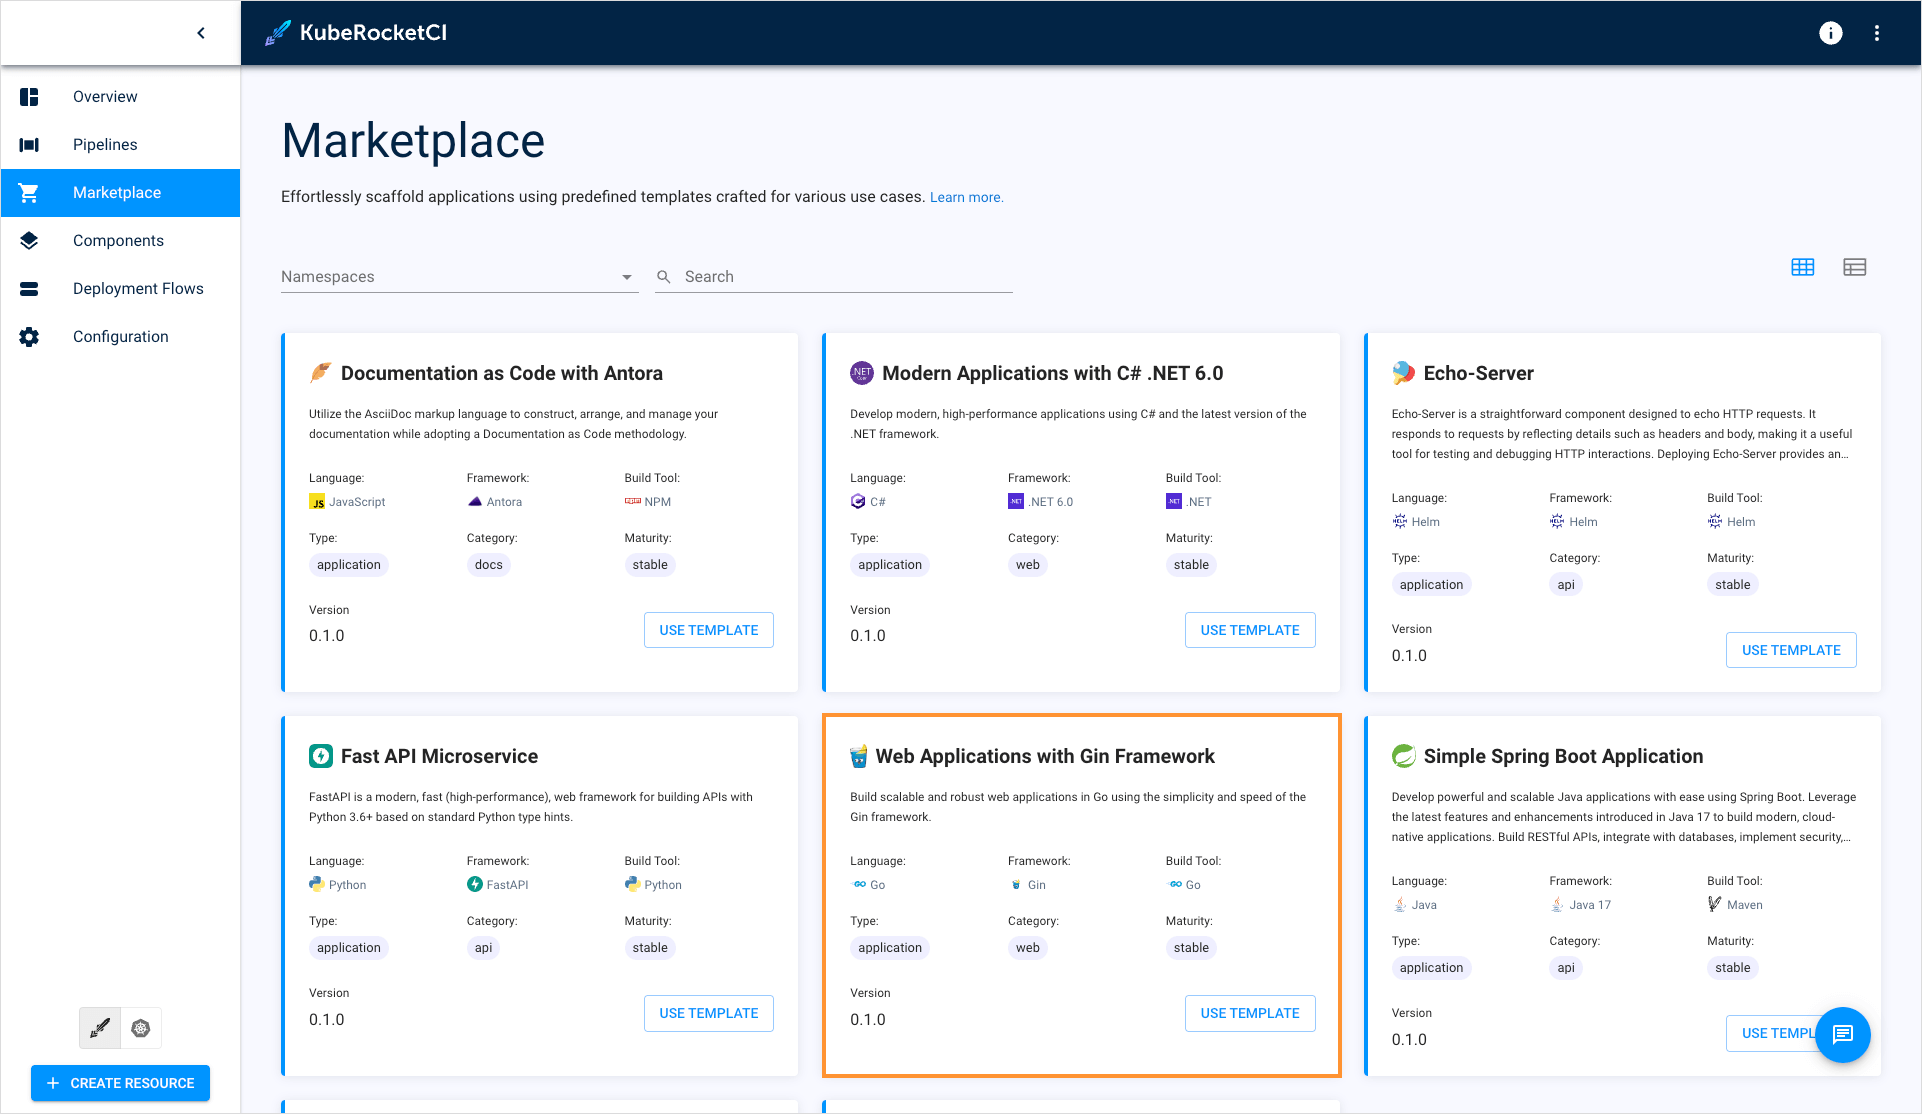 KubeRocketCI
Overview
Pipelines
Marketplace
Components
Deployment Flows
Configuration
CREATE RESOURCE
Marketplace
Effortlessly scaffold applications using predefined templates crafted for various use cases. Learn more.
Namespaces
Search
Documentation as Code with Antora
Utilize the AsciiDoc markup language to construct, arrange, and manage your
documentation while adopting a Documentation as Code methodology.
Language: Framework: Build Tool:
JavaScript Antora NPM
Type: Category: Maturity:
application docs stable
Version
0.1.0
USE TEMPLATE
Modern Applications with C# .NET 6.0
Develop modern, high-performance applications using C# and the latest version of the
.NET framework.
Language: Framework: Build Tool:
C# .NET 6.0 .NET
Type: Category: Maturity:
application web stable
Version
0.1.0
USE TEMPLATE
Echo-Server
Echo-Server is a straightforward component designed to echo HTTP requests. It
responds to requests by reflecting details such as headers and body, making it a useful
tool for testing and debugging HTTP interactions. Deploying Echo-Server provides an...
Language: Framework: Build Tool:
Helm Helm Helm
Type: Category: Maturity:
application api stable
Version
0.1.0
USE TEMPLATE
Fast API Microservice
FastAPI is a modern, fast (high-performance), web framework for building APIs with
Python 3.6+ based on standard Python type hints.
Language: Framework: Build Tool:
Python FastAPI Python
Type: Category: Maturity:
application api stable
Version
0.1.0
USE TEMPLATE
Web Applications with Gin Framework
Build scalable and robust web applications in Go using the simplicity and speed of the
Gin framework.
Language: Framework: Build Tool:
Go Gin Go
Type: Category: Maturity:
application web stable
Version
0.1.0
USE TEMPLATE
Simple Spring Boot Application
Develop powerful and scalable Java applications with ease using Spring Boot. Leverage
the latest features and enhancements introduced in Java 17 to build modern, cloud-
native applications. Build RESTful APIs, integrate with databases, implement security,...
Language: Framework: Build Tool:
Java Java 17 Maven
Type: Category: Maturity:
application api stable
Version
0.1.0
USE TEMPL